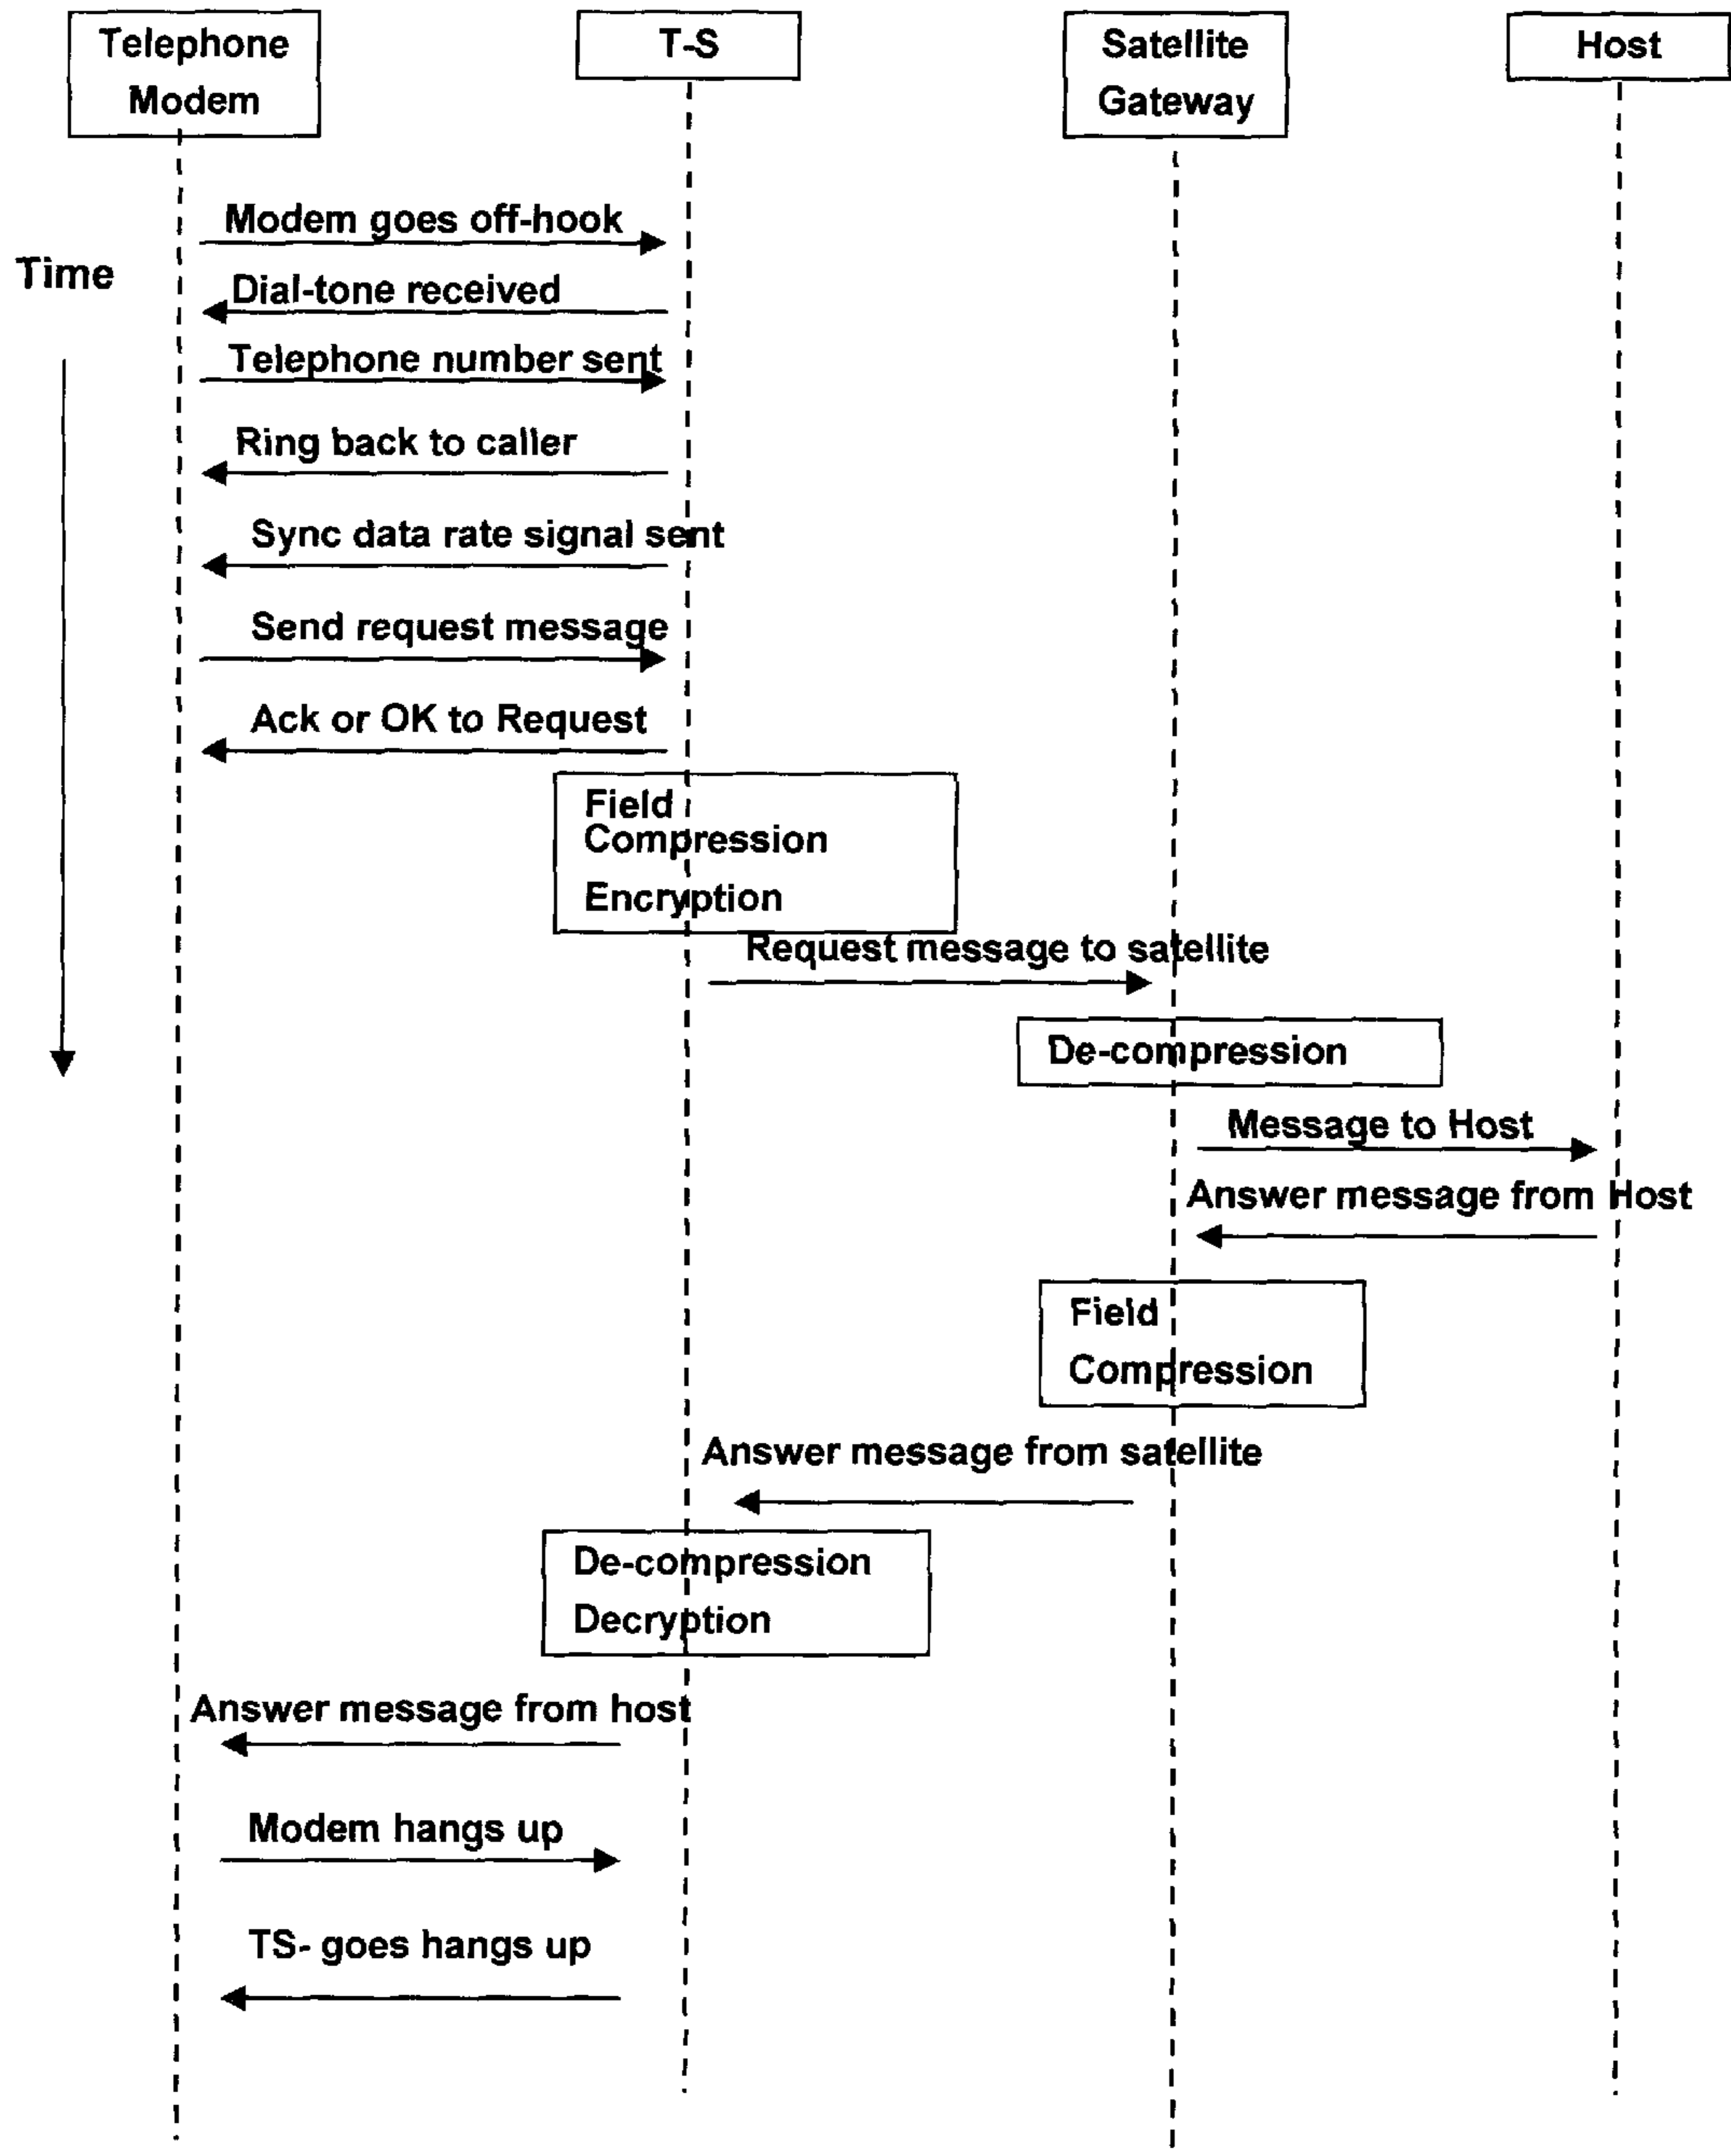 Telephone
Modem
T-S
Satellite
Gateway
Host
Modem goes off-hook
Time
Dial-tone received
Telephone number sent
Ring back to caller
Sync data rate signal sent
Send request message
Ack or OK to Request
Field
Compression
Encryption
Request message to satellite
De-compression
Message to Host
Answer message from Host
Field
Compression
Answer message from satellite
De-compression
Decryption
Answer message from host
Modem hangs up
TS- goes hangs up